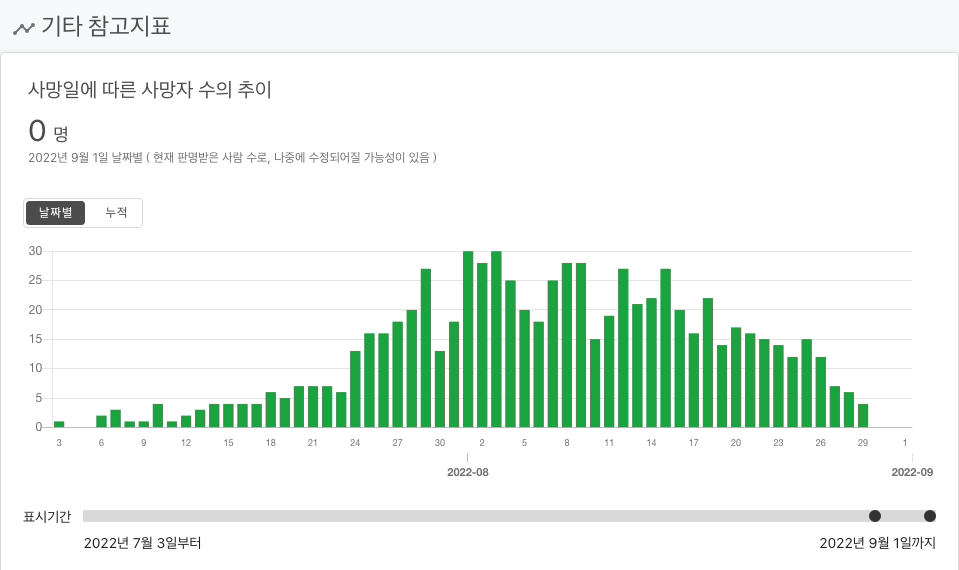 기타 참고지표
사망일에 따른 사망자 수의 추이
0 명
2022년 9월 1일 날짜별 ( 현재 판명받은 사람 수로, 나중에 수정되어질 가능성이 있음 )
날짜별 누적
30
25
20
15
10
5
0
3 6 9 12 15 18 21 24 27 30 2 5 8 11 14 17 20 23 26 29 1
2022-08 2022-09
표시기간
2022년 7월 3일부터 2022년 9월 1일까지